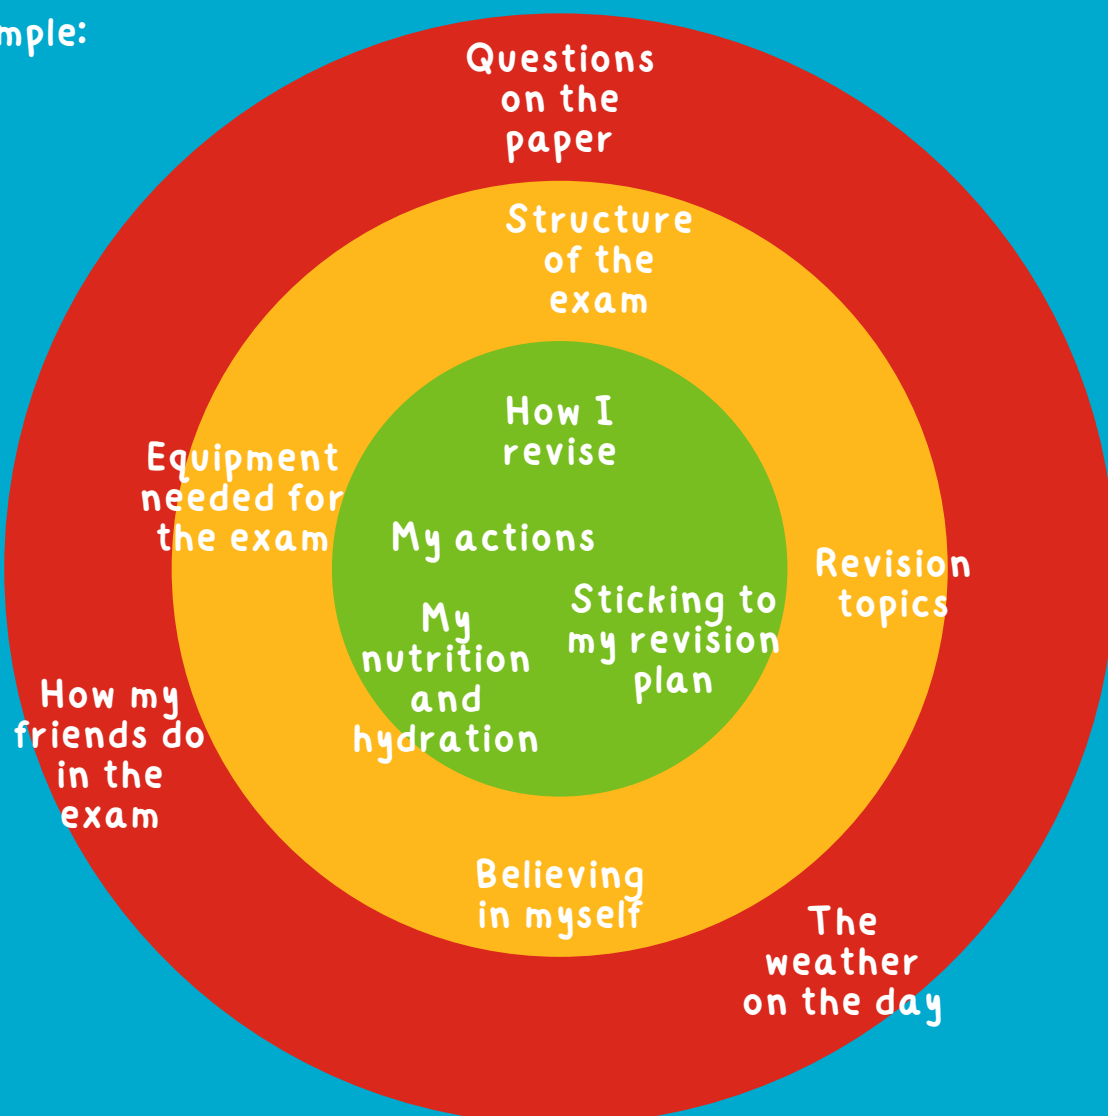 mple:
Questions
on the
paper
Structure
of the
exam
How I
revise
Equipment
needed for
the exam
My actions
Revision
topics
Sticking to
my revision
plan
My
nutrition
and
hydration
How my
friends do
in the
exam
Believing
in myself
The
weather
on the day